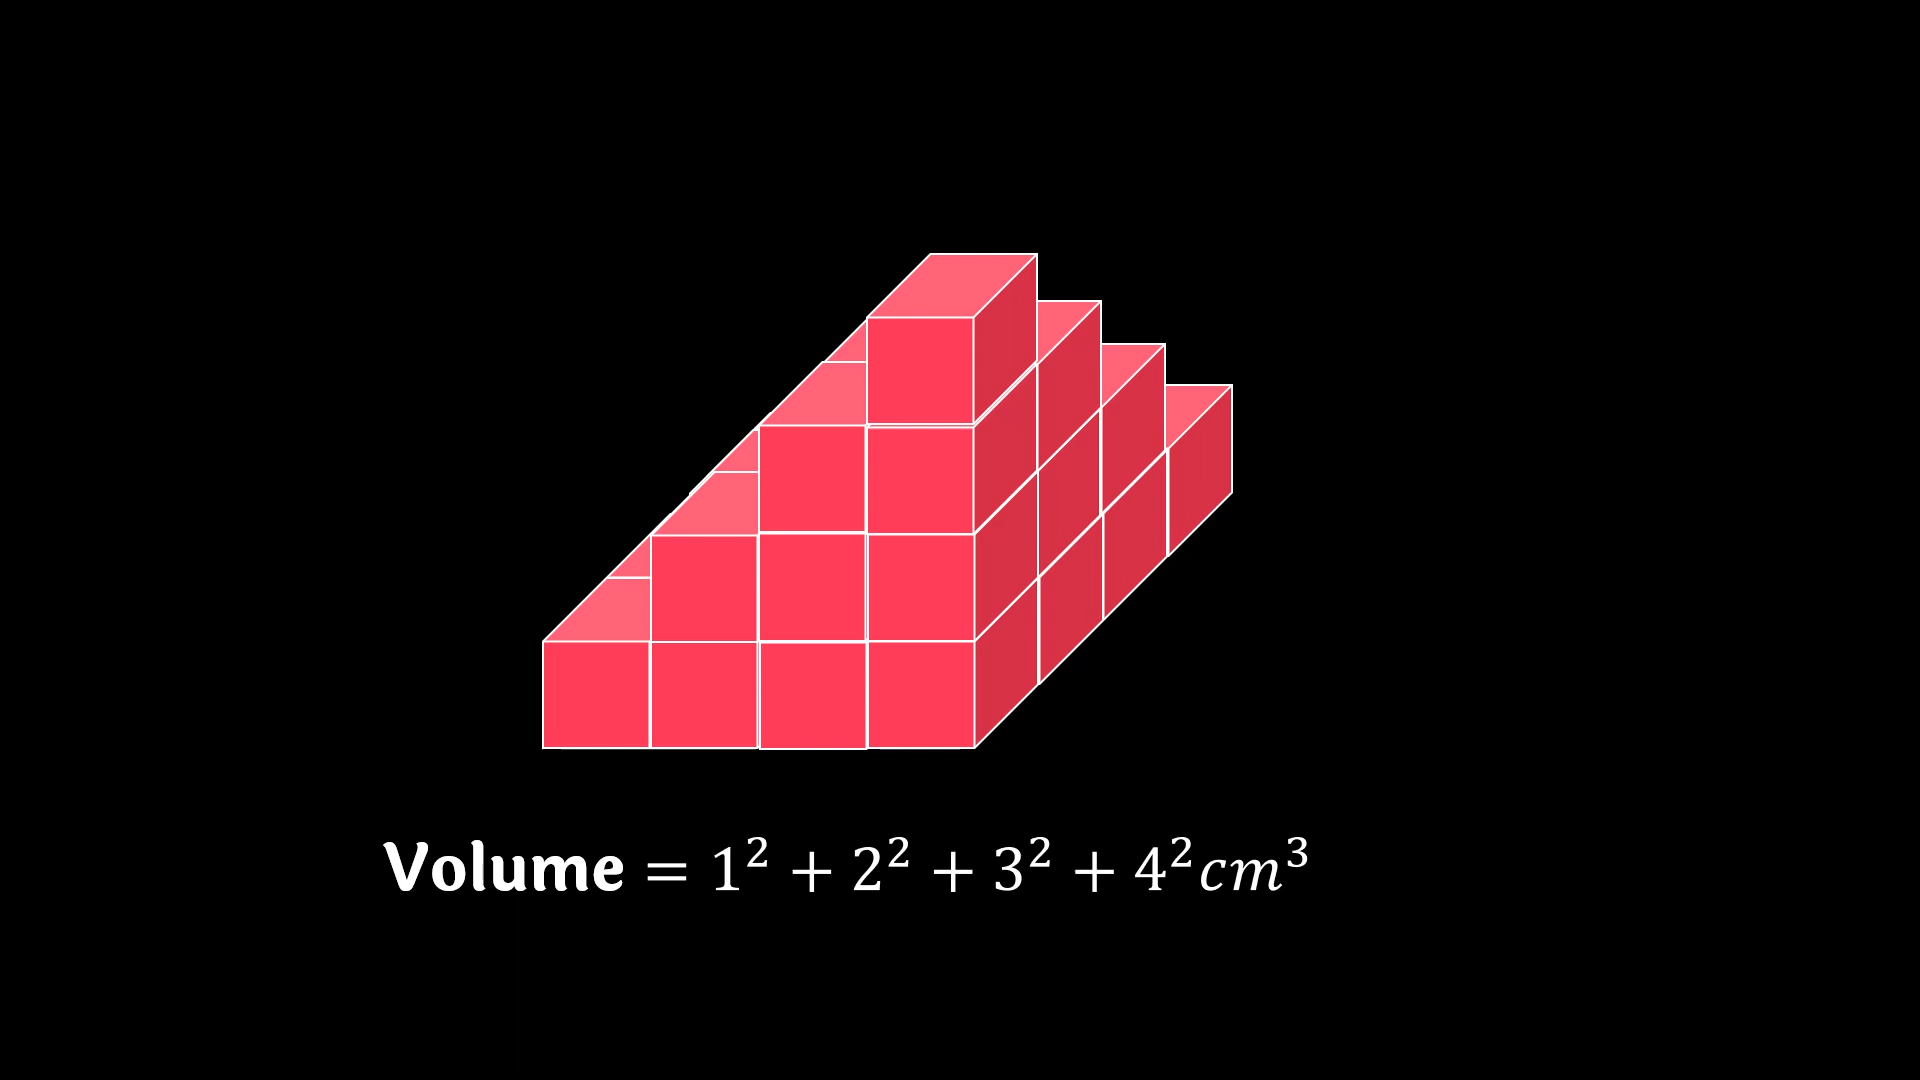 Volume = 1² + 2² + 3² + 4²cm³